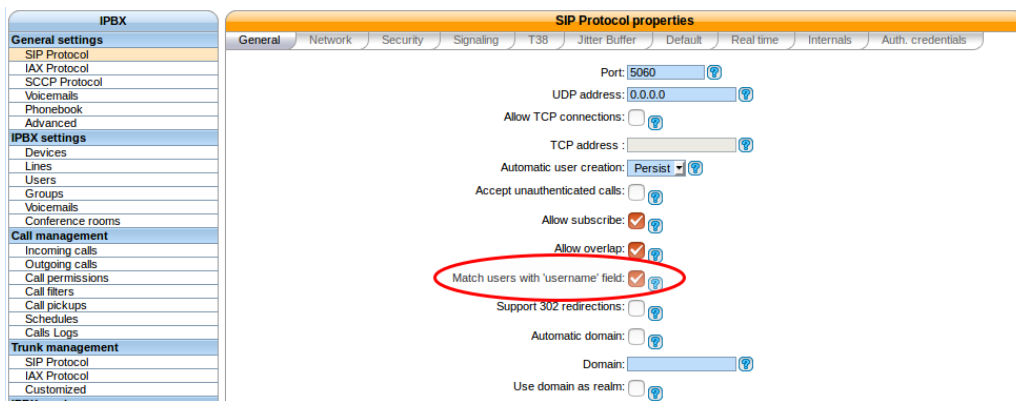 IPBX
General settings
SIP Protocol
IAX Protocol
SCCP Protocol
Voicemails
Phonebook
Advanced
IPBX settings
Devices
Lines
Users
Groups
Voicemails
Conference rooms
Call management
Incoming calls
Outgoing calls
Call permissions
Call filters
Call pickups
Schedules
Calls Logs
Trunk management
SIP Protocol
IAX Protocol
Customized
SIP Protocol properties
General Network Security Signaling T38 Jitter Buffer Default Real time Internals Auth. credentials
Port: 5060 ?
UDP address: 0.0.0.0 ?
Allow TCP connections: ?
TCP address : ?
Automatic user creation: Persist ?
Accept unauthenticated calls: ?
Allow subscribe: ?
Allow overlap: ?
Match users with 'username' field: ?
Support 302 redirections: ?
Automatic domain: ?
Domain: ?
Use domain as realm: ?